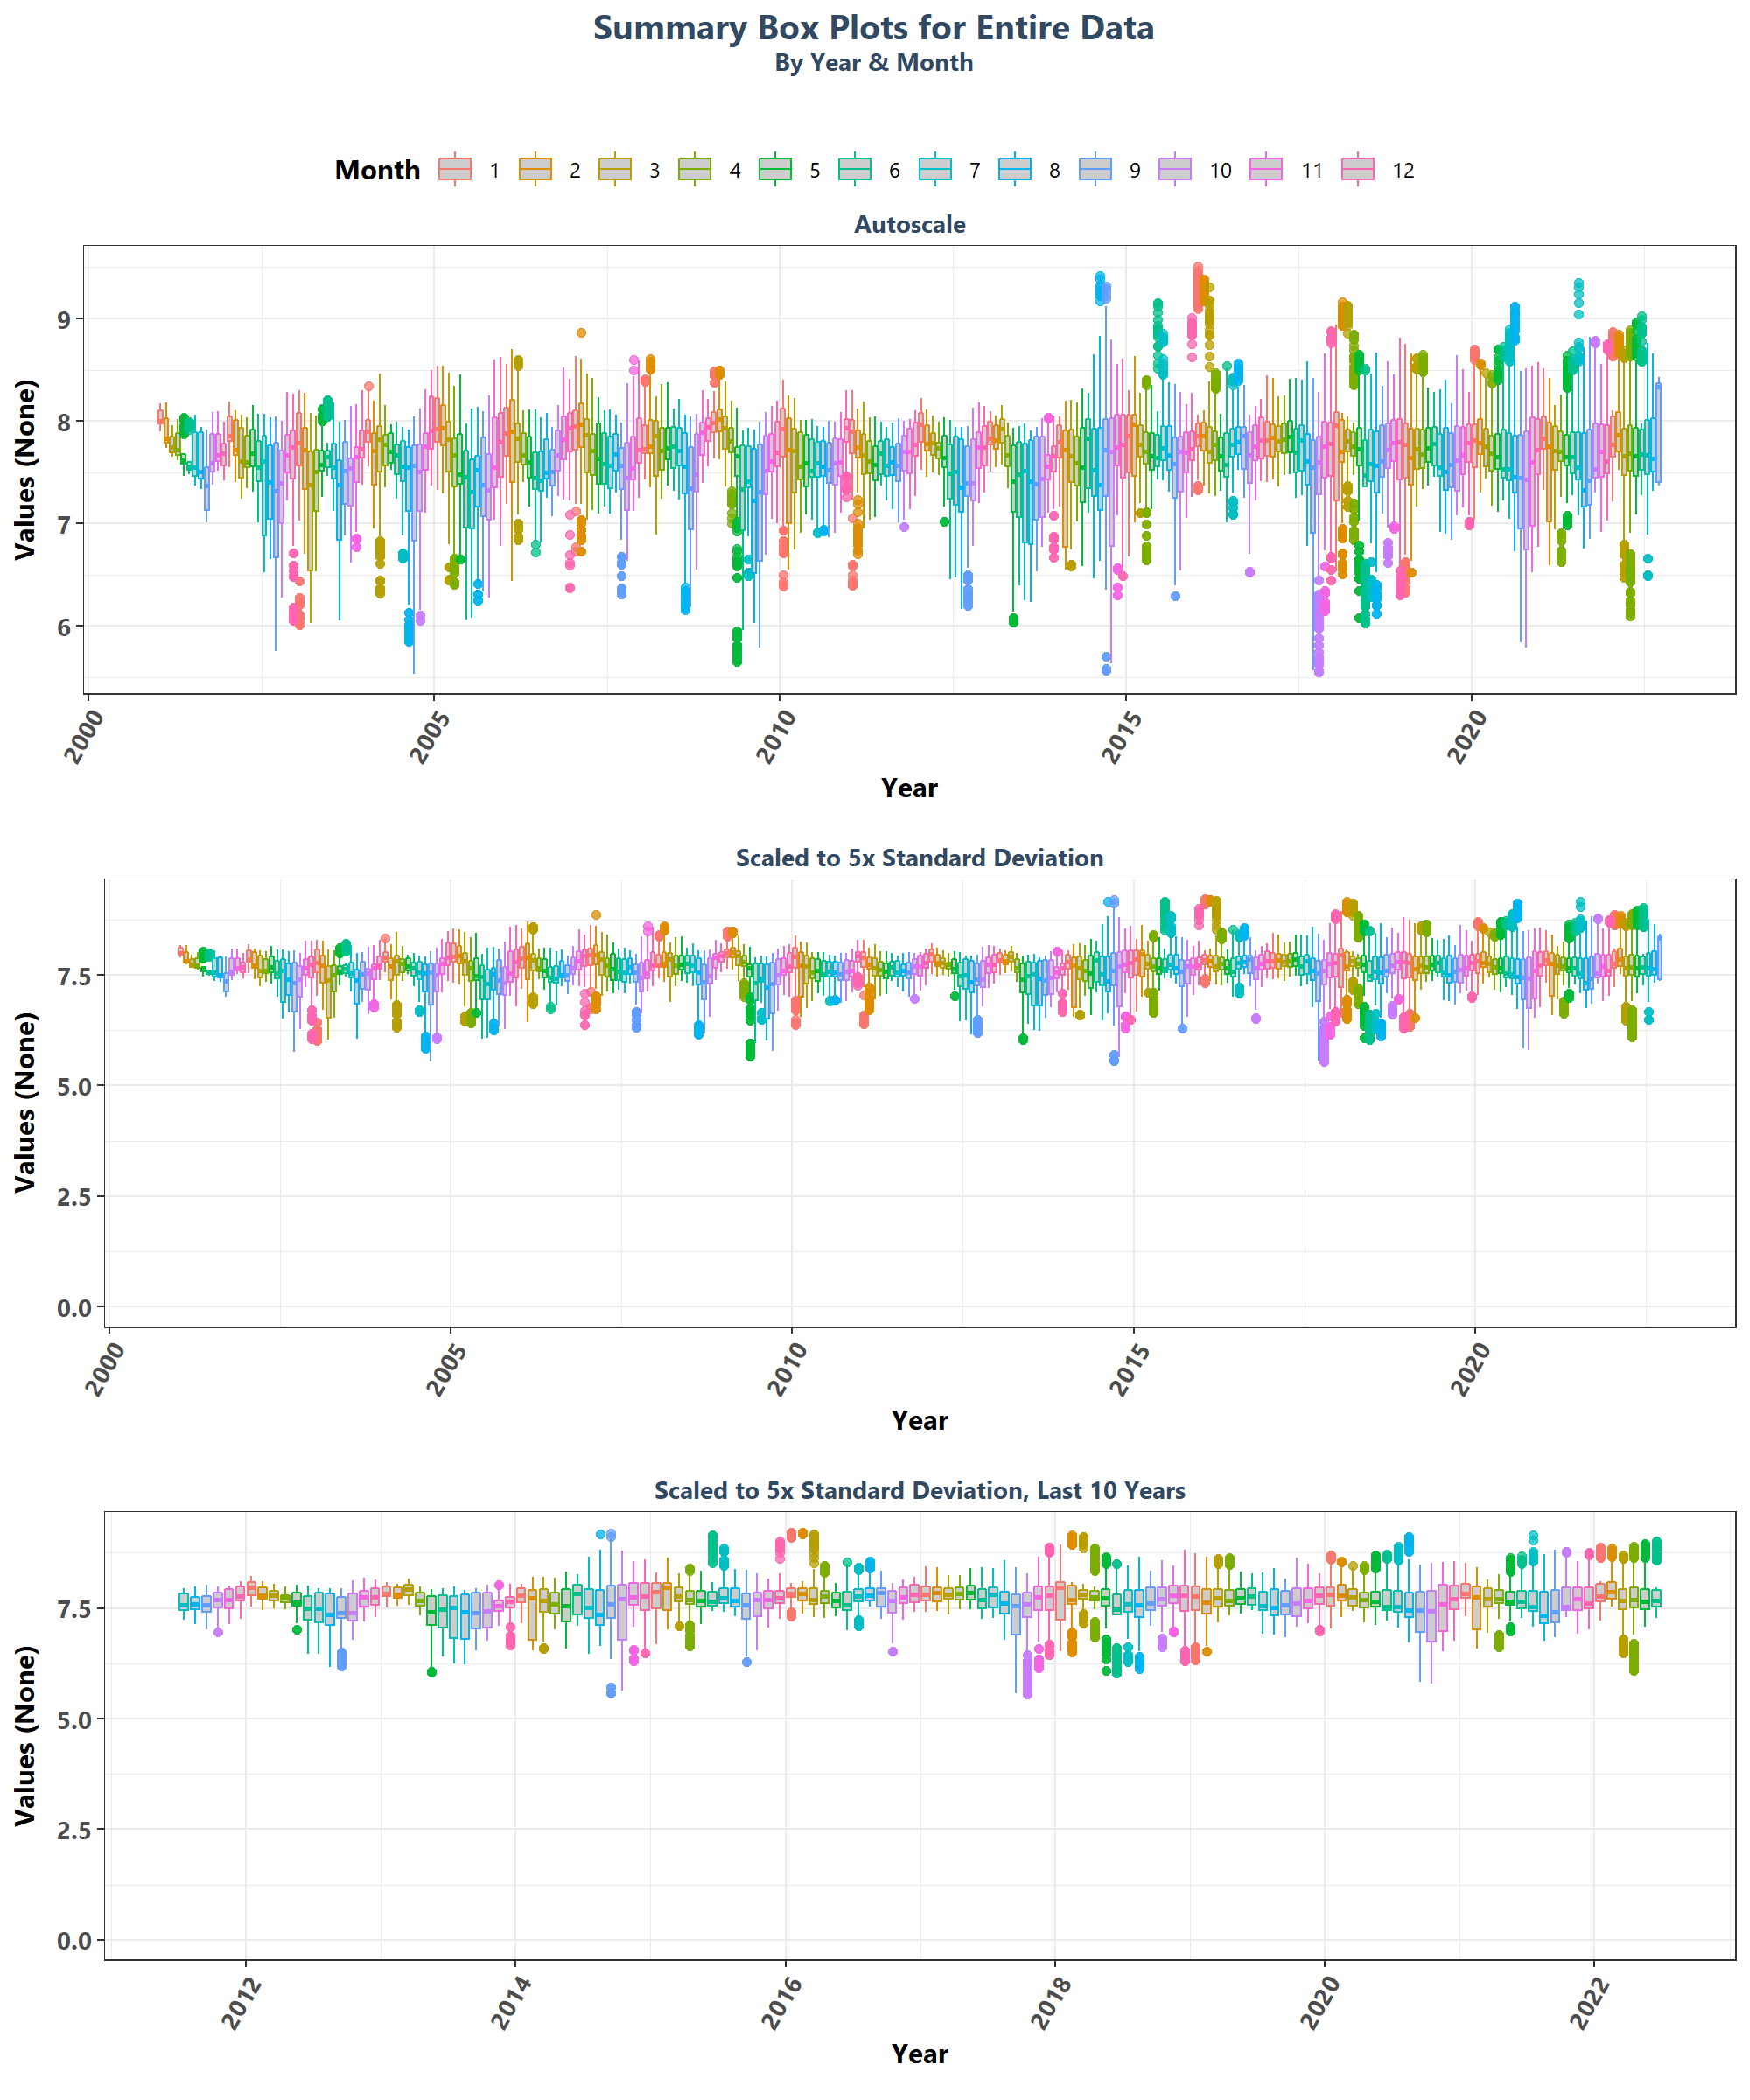 Summary Box Plots for Entire Data
By Year & Month
Month 1 2 3 4 5 6 7 8 9 10 11 12
Autoscale
Values (None)
9
8
7
6
2000 2005 2010 2015 2020
Year
Scaled to 5x Standard Deviation
Values (None)
7.5
5.0
2.5
0.0
2000 2005 2010 2015 2020
Year
Scaled to 5x Standard Deviation, Last 10 Years
Values (None)
7.5
5.0
2.5
0.0
2012 2014 2016 2018 2020 2022
Year